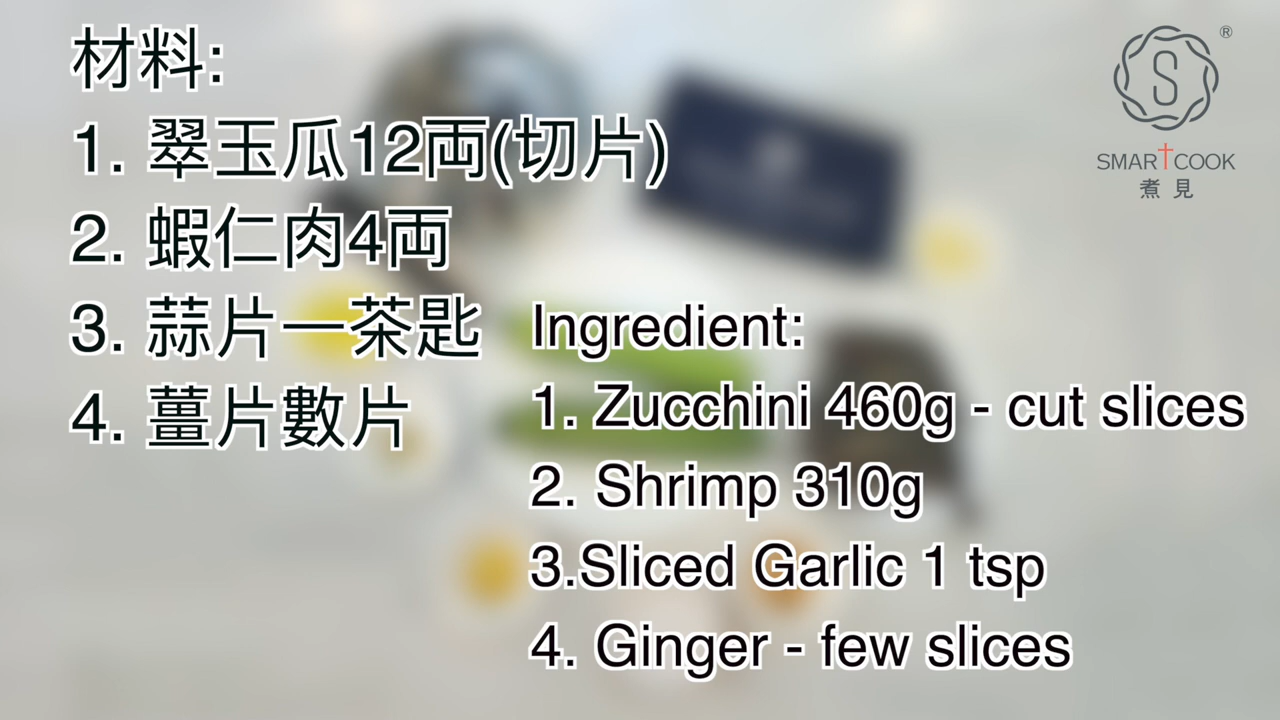 材料:
1. 翠玉瓜12両(切片)
2. 蝦仁肉4両
3. 蒜片一茶匙
4. 薑片數片
Ingredient:
1. Zucchini 460g - cut slices
2. Shrimp 310g
3.Sliced Garlic 1 tsp
4. Ginger - few slices
S ®
SMARTCOOK
煮見